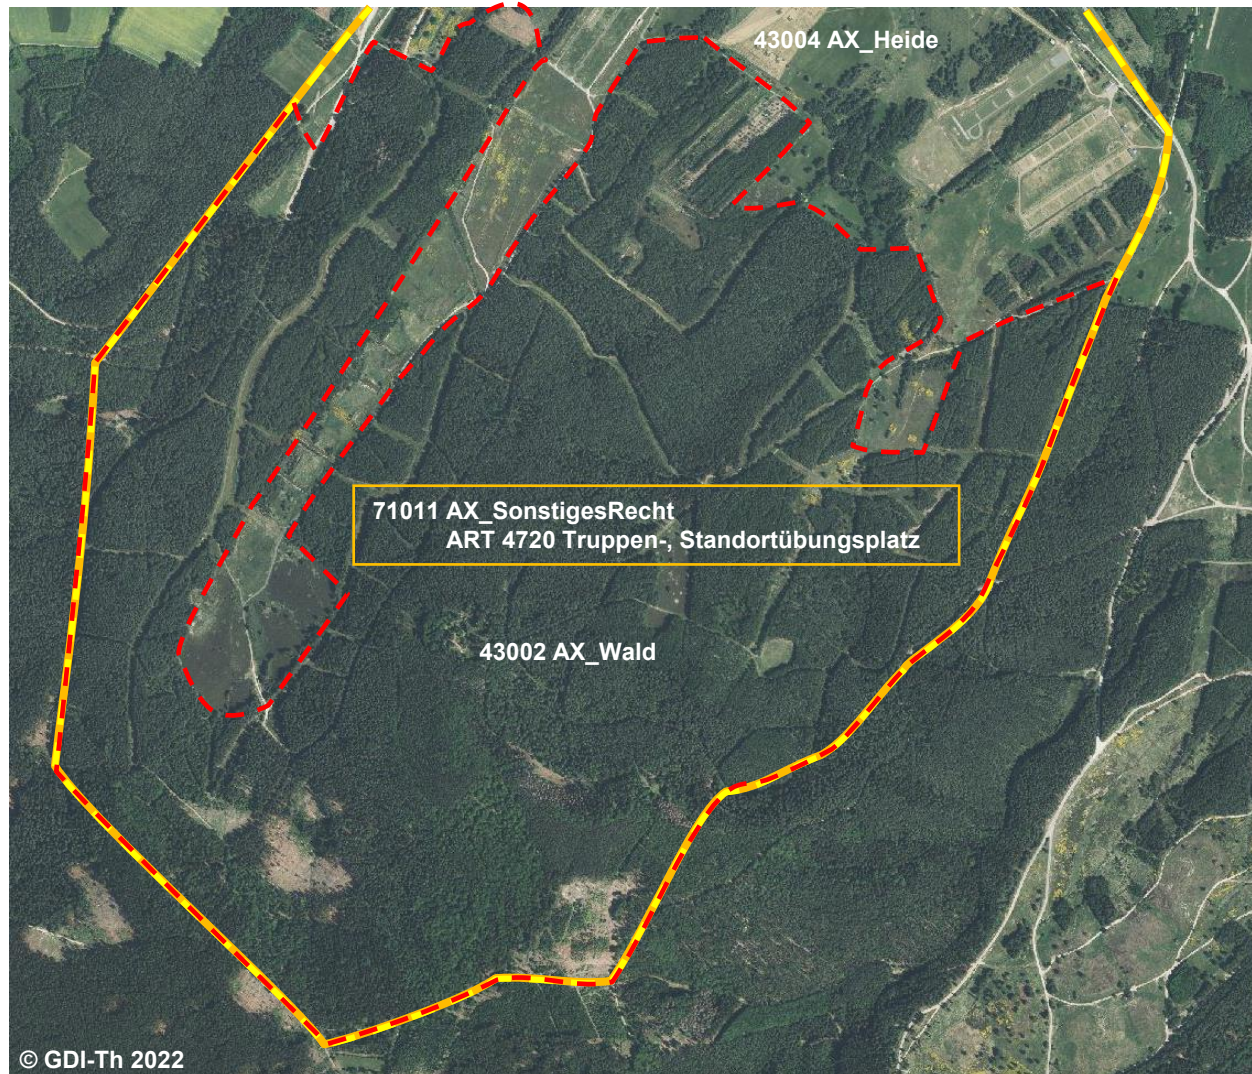 43004 AX_Heide
71011 AX_SonstigesRecht
ART 4720 Truppen-, Standortübungsplatz
43002 AX_Wald
© GDI-Th 2022